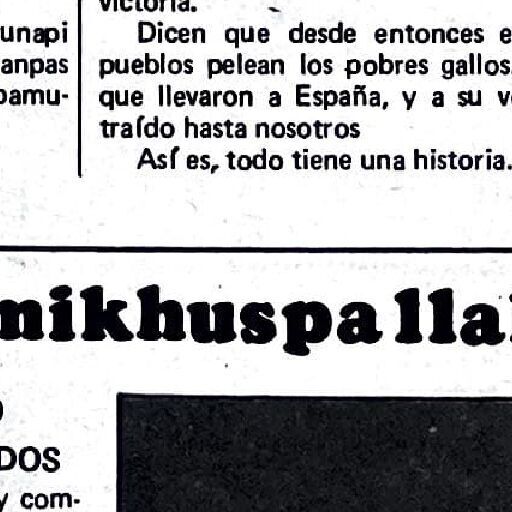 unapi
anpas
pamu-
victoria.
Dicen que desde entonces e
pueblos pelean los pobres gallos
que llevaron a España, y a su v
traído hasta nosotros
Así es, todo tiene una historia.
nikhuspa lla
O
DOS
y com-